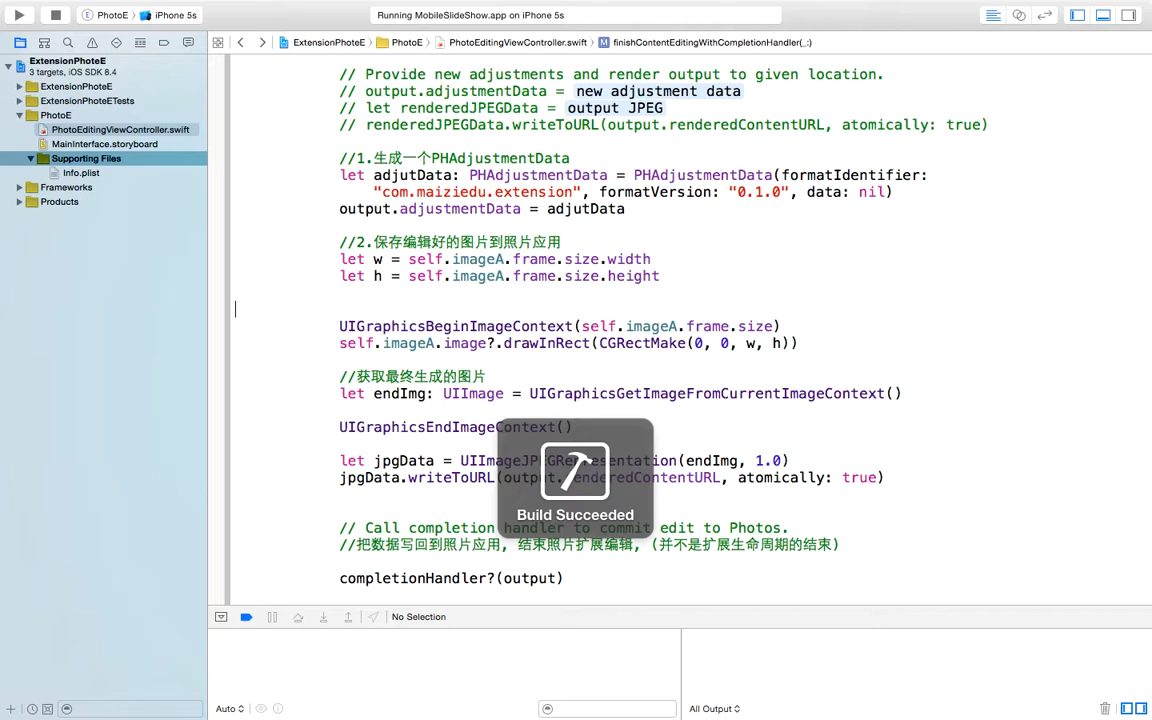 PhotoE
iPhone 5s
Running MobileSlideShow.app on iPhone 5s
ExtensionPhoteE
3 targets, iOS SDK 8.4
ExtensionPhoteE
ExtensionPhoteETests
PhotoE
PhotoEditingViewController.swift
MainInterface.storyboard
Supporting Files
Info.plist
Frameworks
Products
ExtensionPhoteE
PhotoE
PhotoEditingViewController.swift
M
finishContentEditingWithCompletionHandler(_:)
// Provide new adjustments and render output to given location.
// output.adjustmentData = new adjustment data
// let renderedJPEGData = output JPEG
// renderedJPEGData.writeToURL(output.renderedContentURL, atomically: true)
//1.生成一个PHAdjustmentData
let adjutData: PHAdjustmentData = PHAdjustmentData(formatIdentifier:
"com.maiziedu.extension", formatVersion: "0.1.0", data: nil)
output.adjustmentData = adjutData
//2.保存编辑好的图片到照片应用
let w = self.imageA.frame.size.width
let h = self.imageA.frame.size.height
UIGraphicsBeginImageContext(self.imageA.frame.size)
self.imageA.image?.drawInRect(CGRectMake(0, 0, w, h))
//获取最终生成的图片
let endImg: UIImage = UIGraphicsGetImageFromCurrentImageContext()
UIGraphicsEndImageContext()
let jpgData = UIImageJPEGRepresentation(endImg, 1.0)
jpgData.writeToURL(output.renderedContentURL, atomically: true)
Build Succeeded
// Call completion handler to commit edit to Photos.
//把数据写回到照片应用, 结束照片扩展编辑, (并不是扩展生命周期的结束)
completionHandler?(output)
No Selection
Auto
All Output